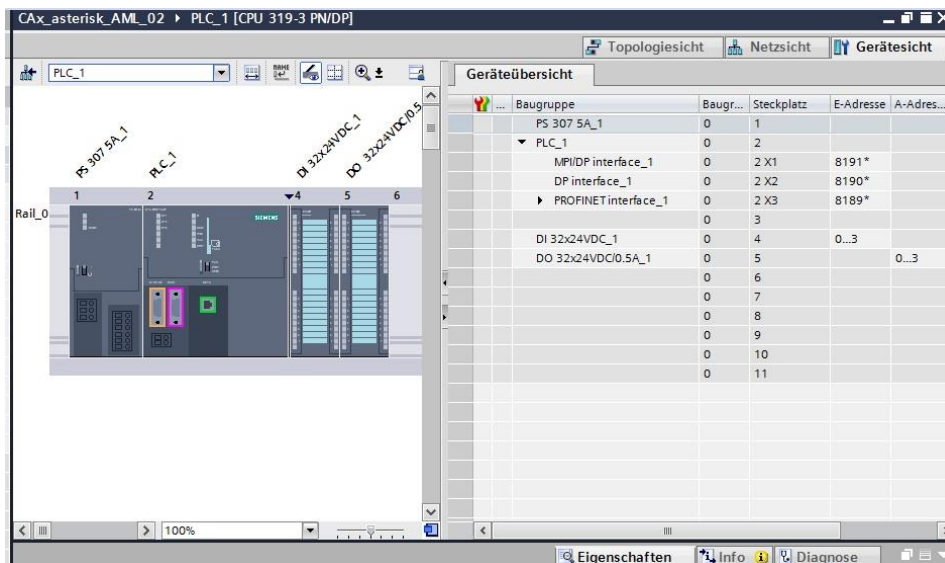 CAx_asterisk_AML_02 ▸ PLC_1 [CPU 319-3 PN/DP]
Topologiesicht Netzsicht Gerätesicht
PLC_1
Geräteübersicht
... Baugruppe Baugr... Steckplatz E-Adresse A-Adres...
PS 307 5A_1 0 1
PLC_1 0 2
MPI/DP interface_1 0 2 X1 8191*
DP interface_1 0 2 X2 8190*
PROFINET interface_1 0 2 X3 8189*
0 3
DI 32x24VDC_1 0 4 0...3
DO 32x24VDC/0.5A_1 0 5 0...3
0 6
0 7
0 8
0 9
0 10
0 11
PS 307 5A_1
PLC_1
DI 32x24VDC_1
DO 32x24VDC/0.5
1 2 4 5 6
Rail_0
SIEMENS
100%
Eigenschaften Info Diagnose